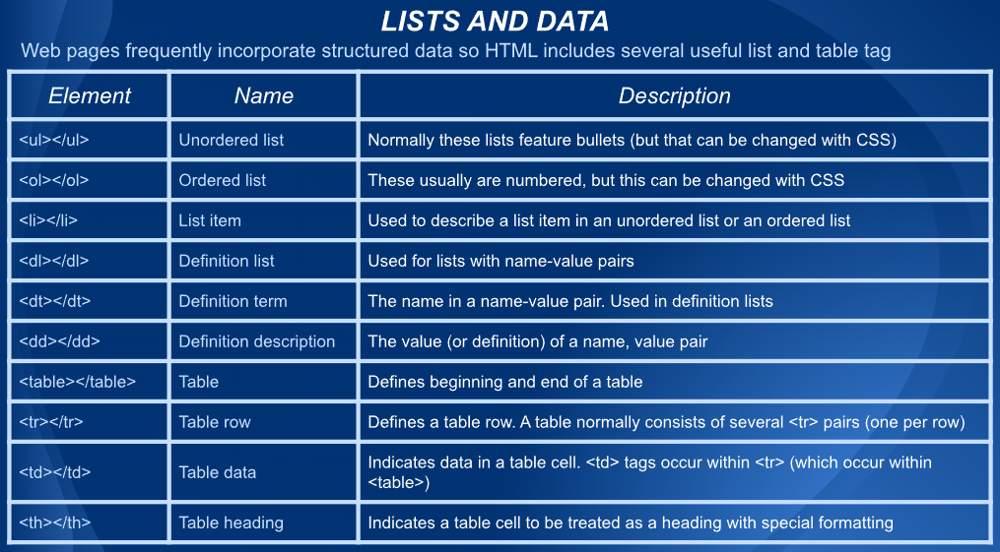 LISTS AND DATA
Web pages frequently incorporate structured data so HTML includes several useful list and table tag
Element Name Description
<ul></ul> Unordered list Normally these lists feature bullets (but that can be changed with CSS)
<ol></ol> Ordered list These usually are numbered, but this can be changed with CSS
<li></li> List item Used to describe a list item in an unordered list or an ordered list
<dl></dl> Definition list Used for lists with name-value pairs
<dt></dt> Definition term The name in a name-value pair. Used in definition lists
<dd></dd> Definition description The value (or definition) of a name, value pair
<table></table> Table Defines beginning and end of a table
<tr></tr> Table row Defines a table row. A table normally consists of several <tr> pairs (one per row)
<td></td> Table data Indicates data in a table cell. <td> tags occur within <tr> (which occur within
<table>)
<th></th> Table heading Indicates a table cell to be treated as a heading with special formatting